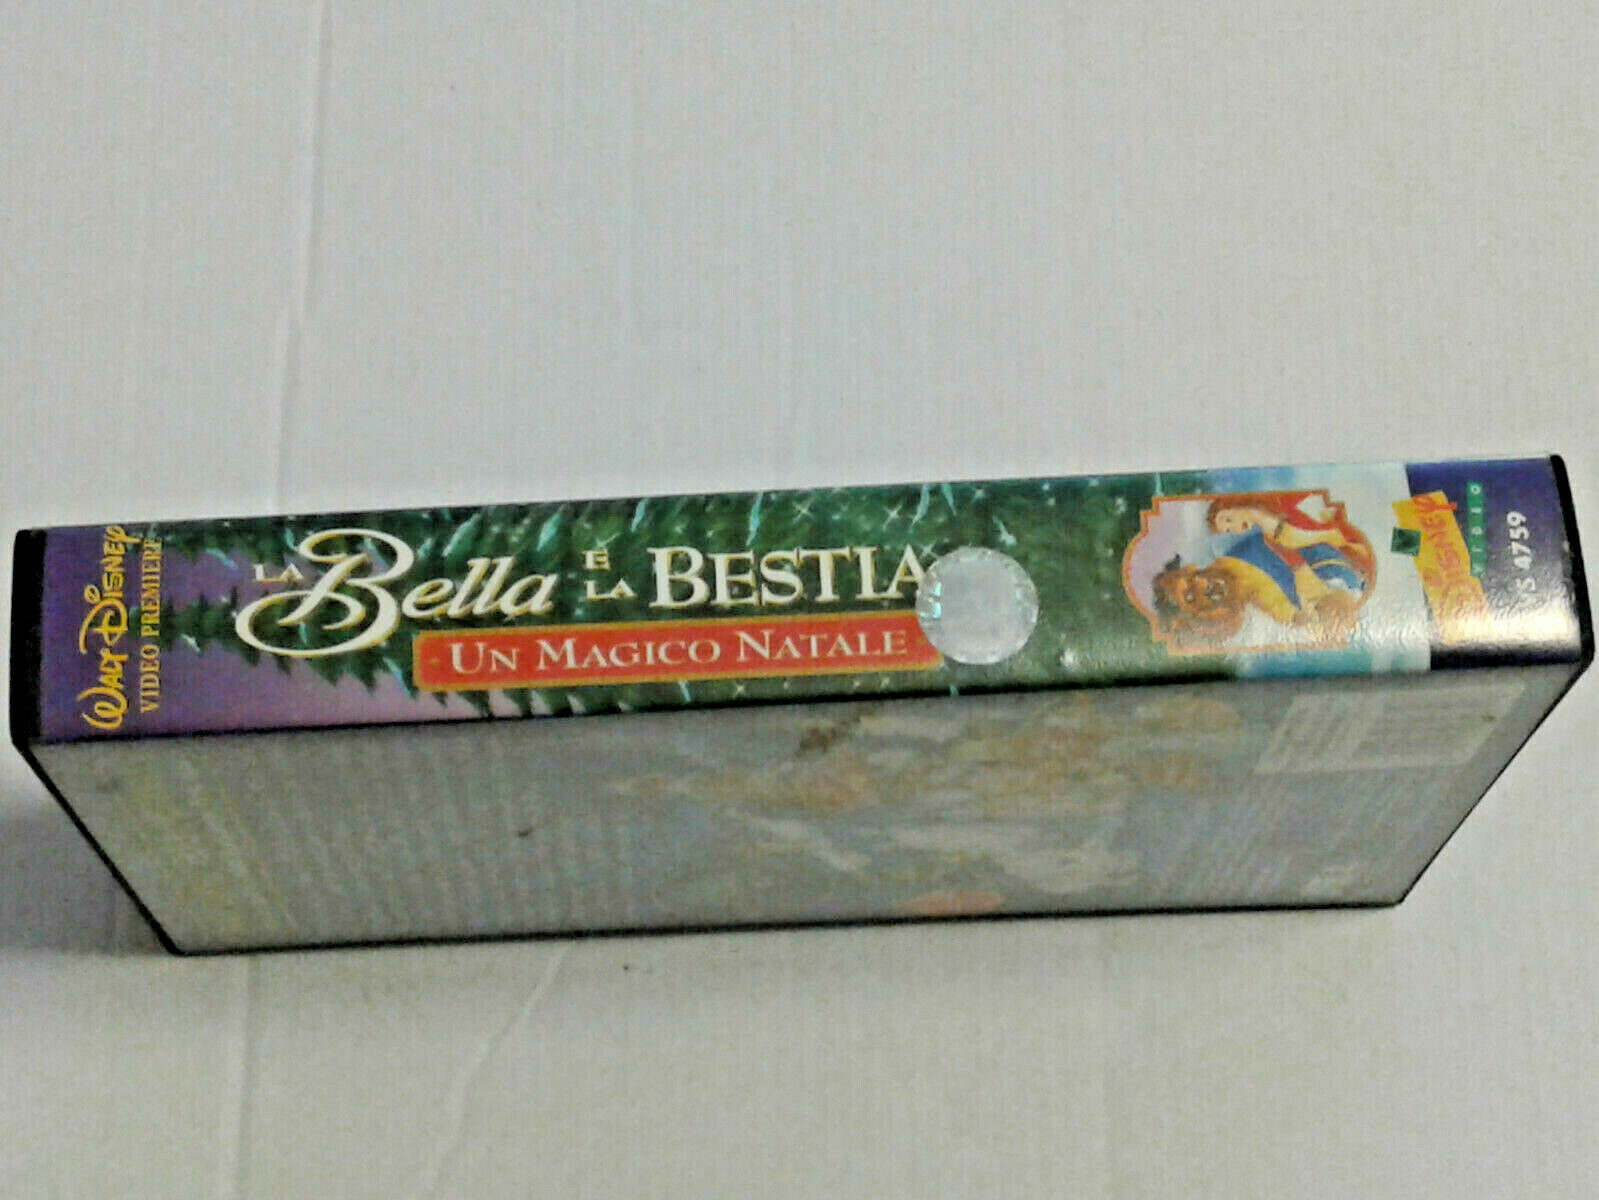 WALT DISNEY
VIDEO PREMIERE
LA Bella E LA BESTIA
UN MAGICO NATALE
DISNEY
VIDEO
4759